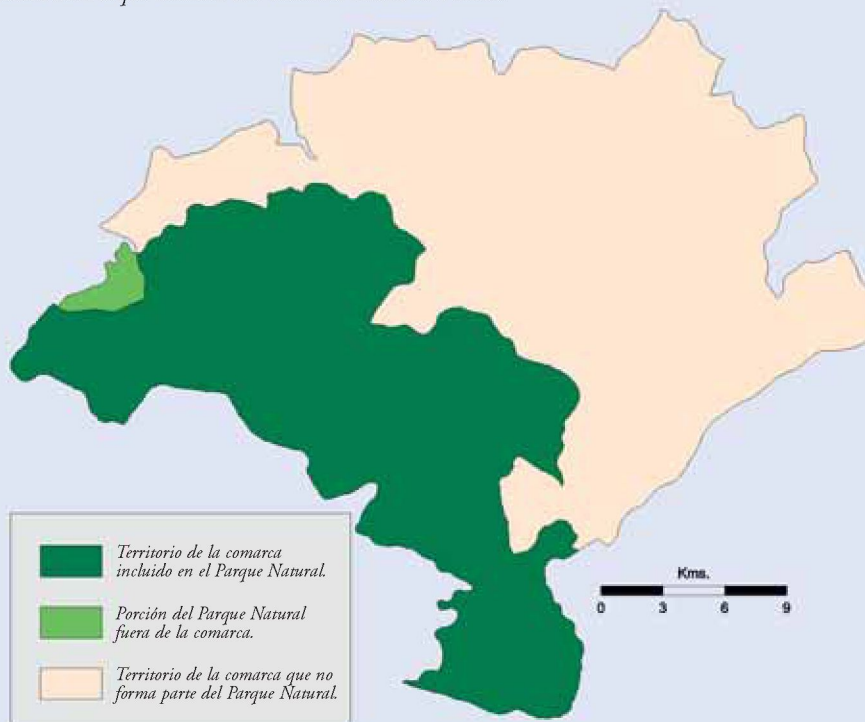 Kms.
0 3 6 9
Territorio de la comarca
incluido en el Parque Natural.
Porción del Parque Natural
fuera de la comarca.
Territorio de la comarca que no
forma parte del Parque Natural.